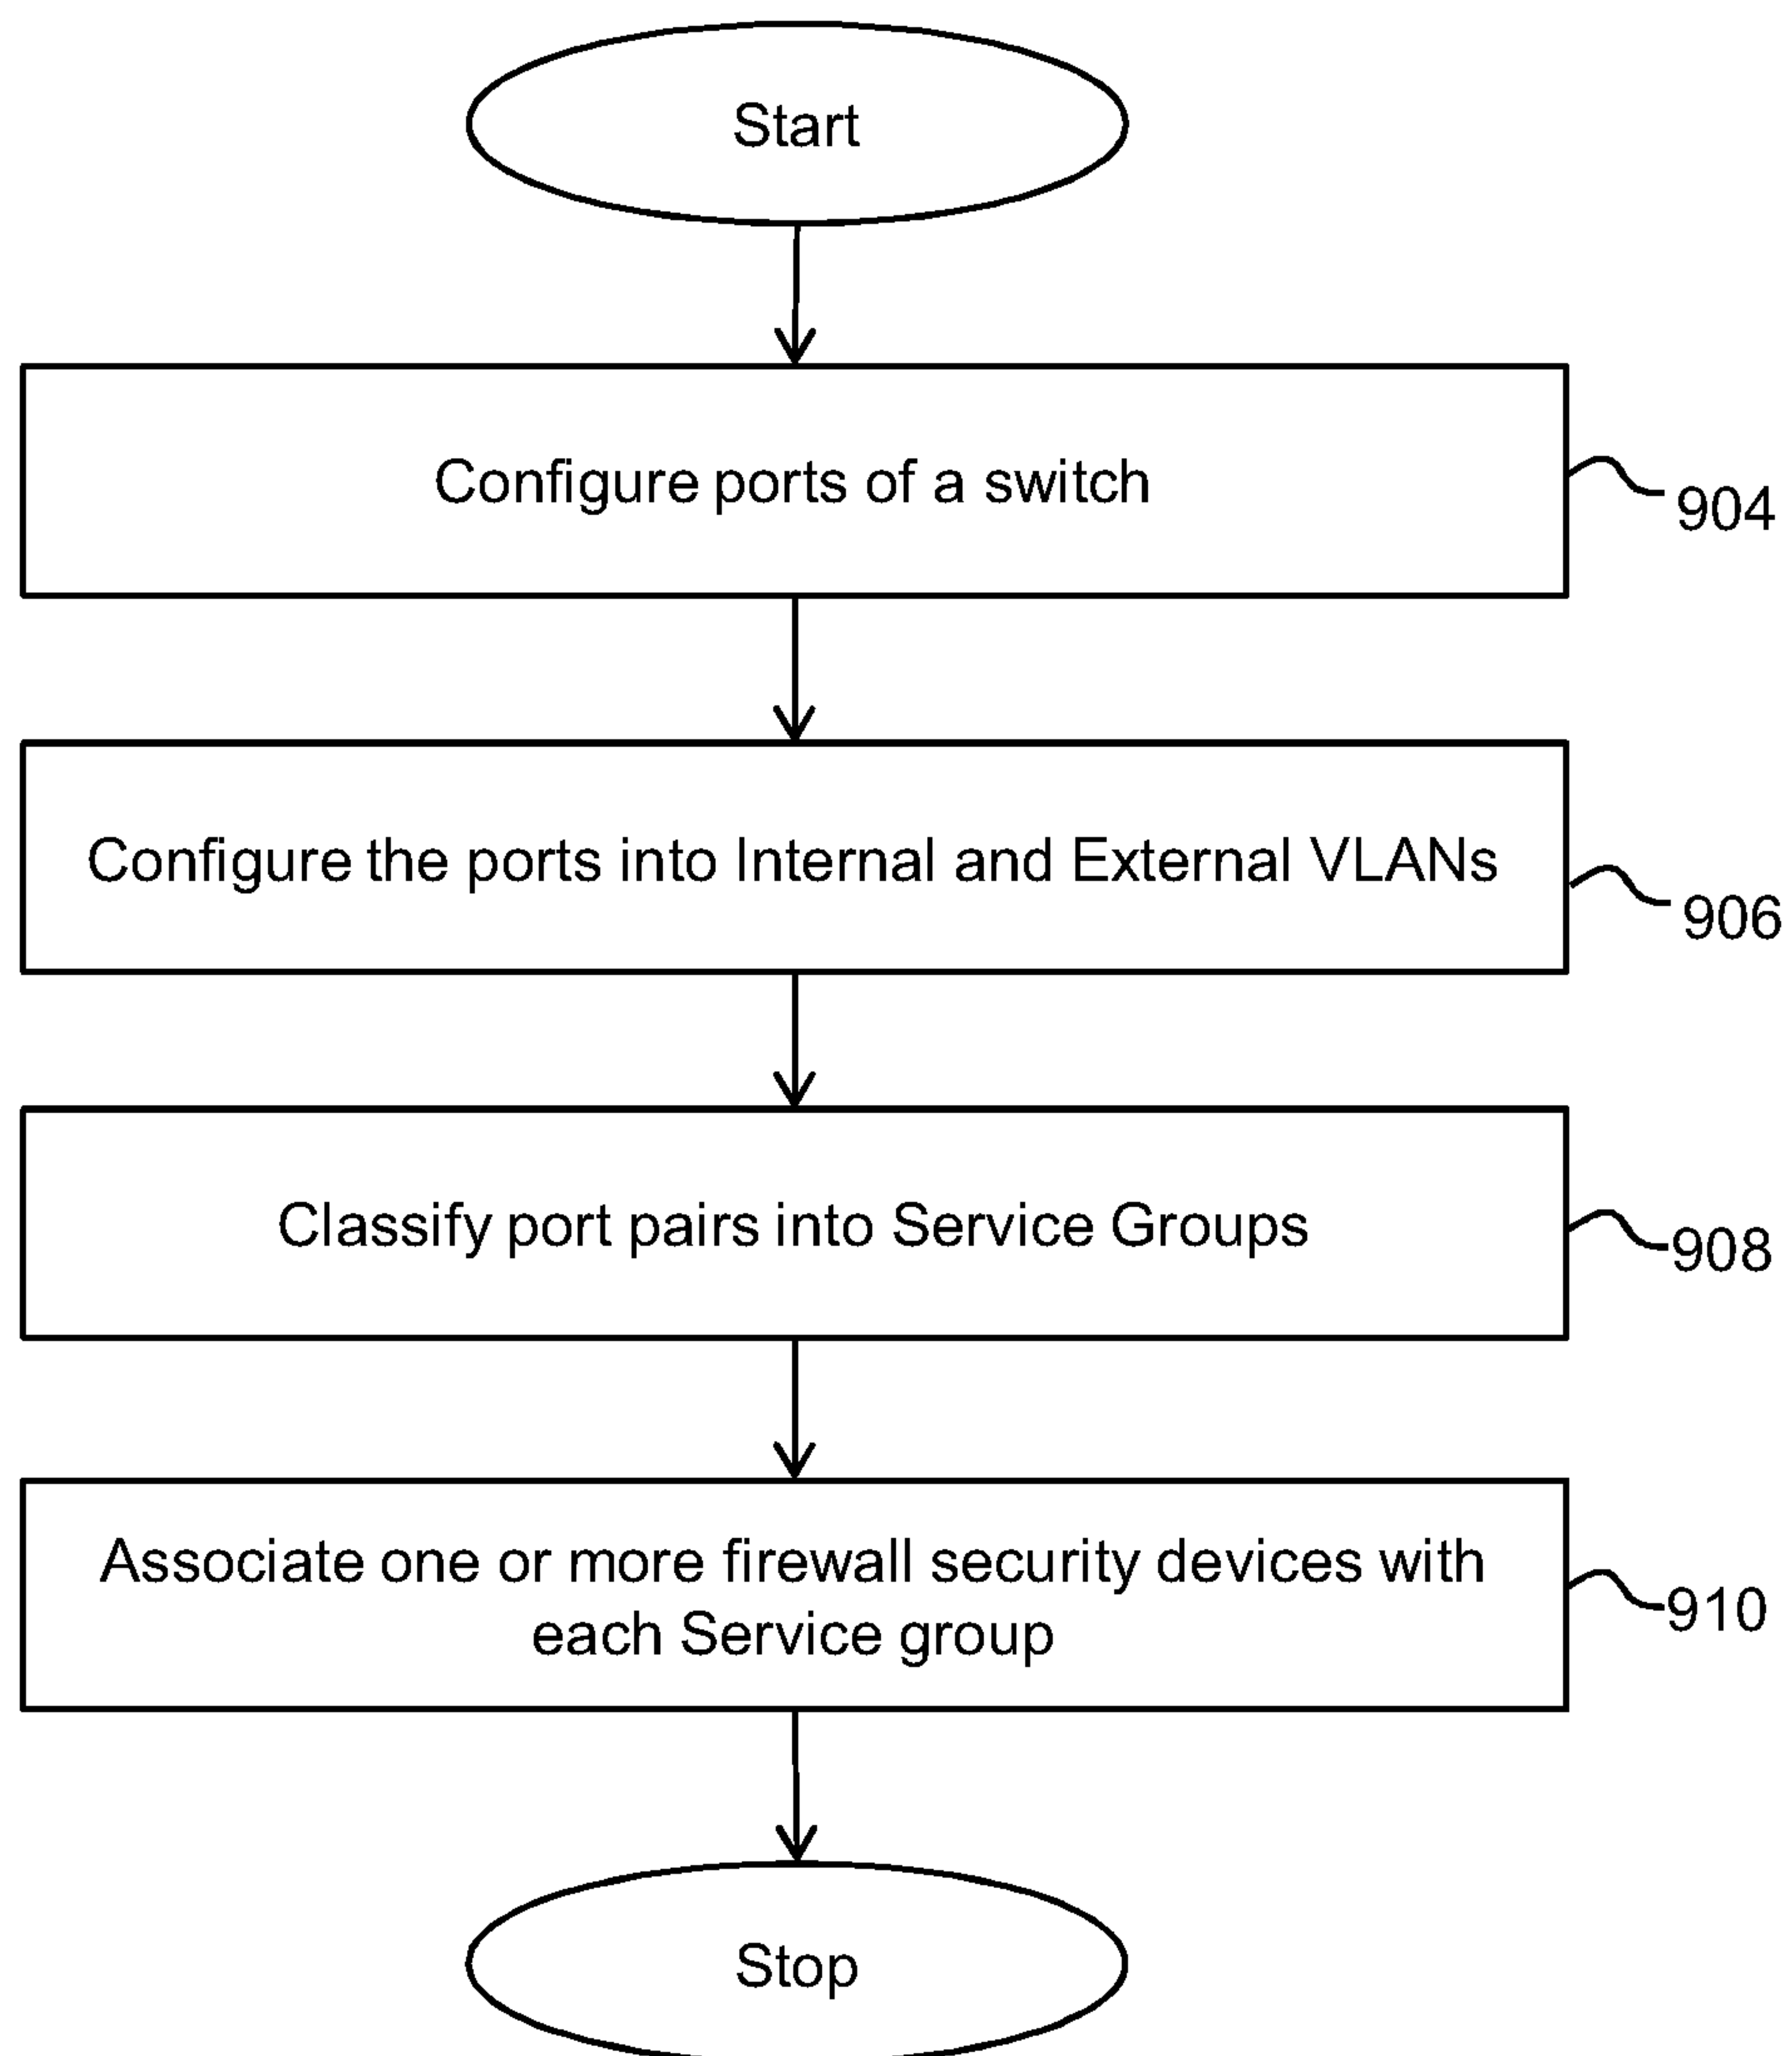 Start
Configure ports of a switch
904
Configure the ports into Internal and External VLANs
906
Classify port pairs into Service Groups
908
Associate one or more firewall security devices with
each Service group
910
Stop